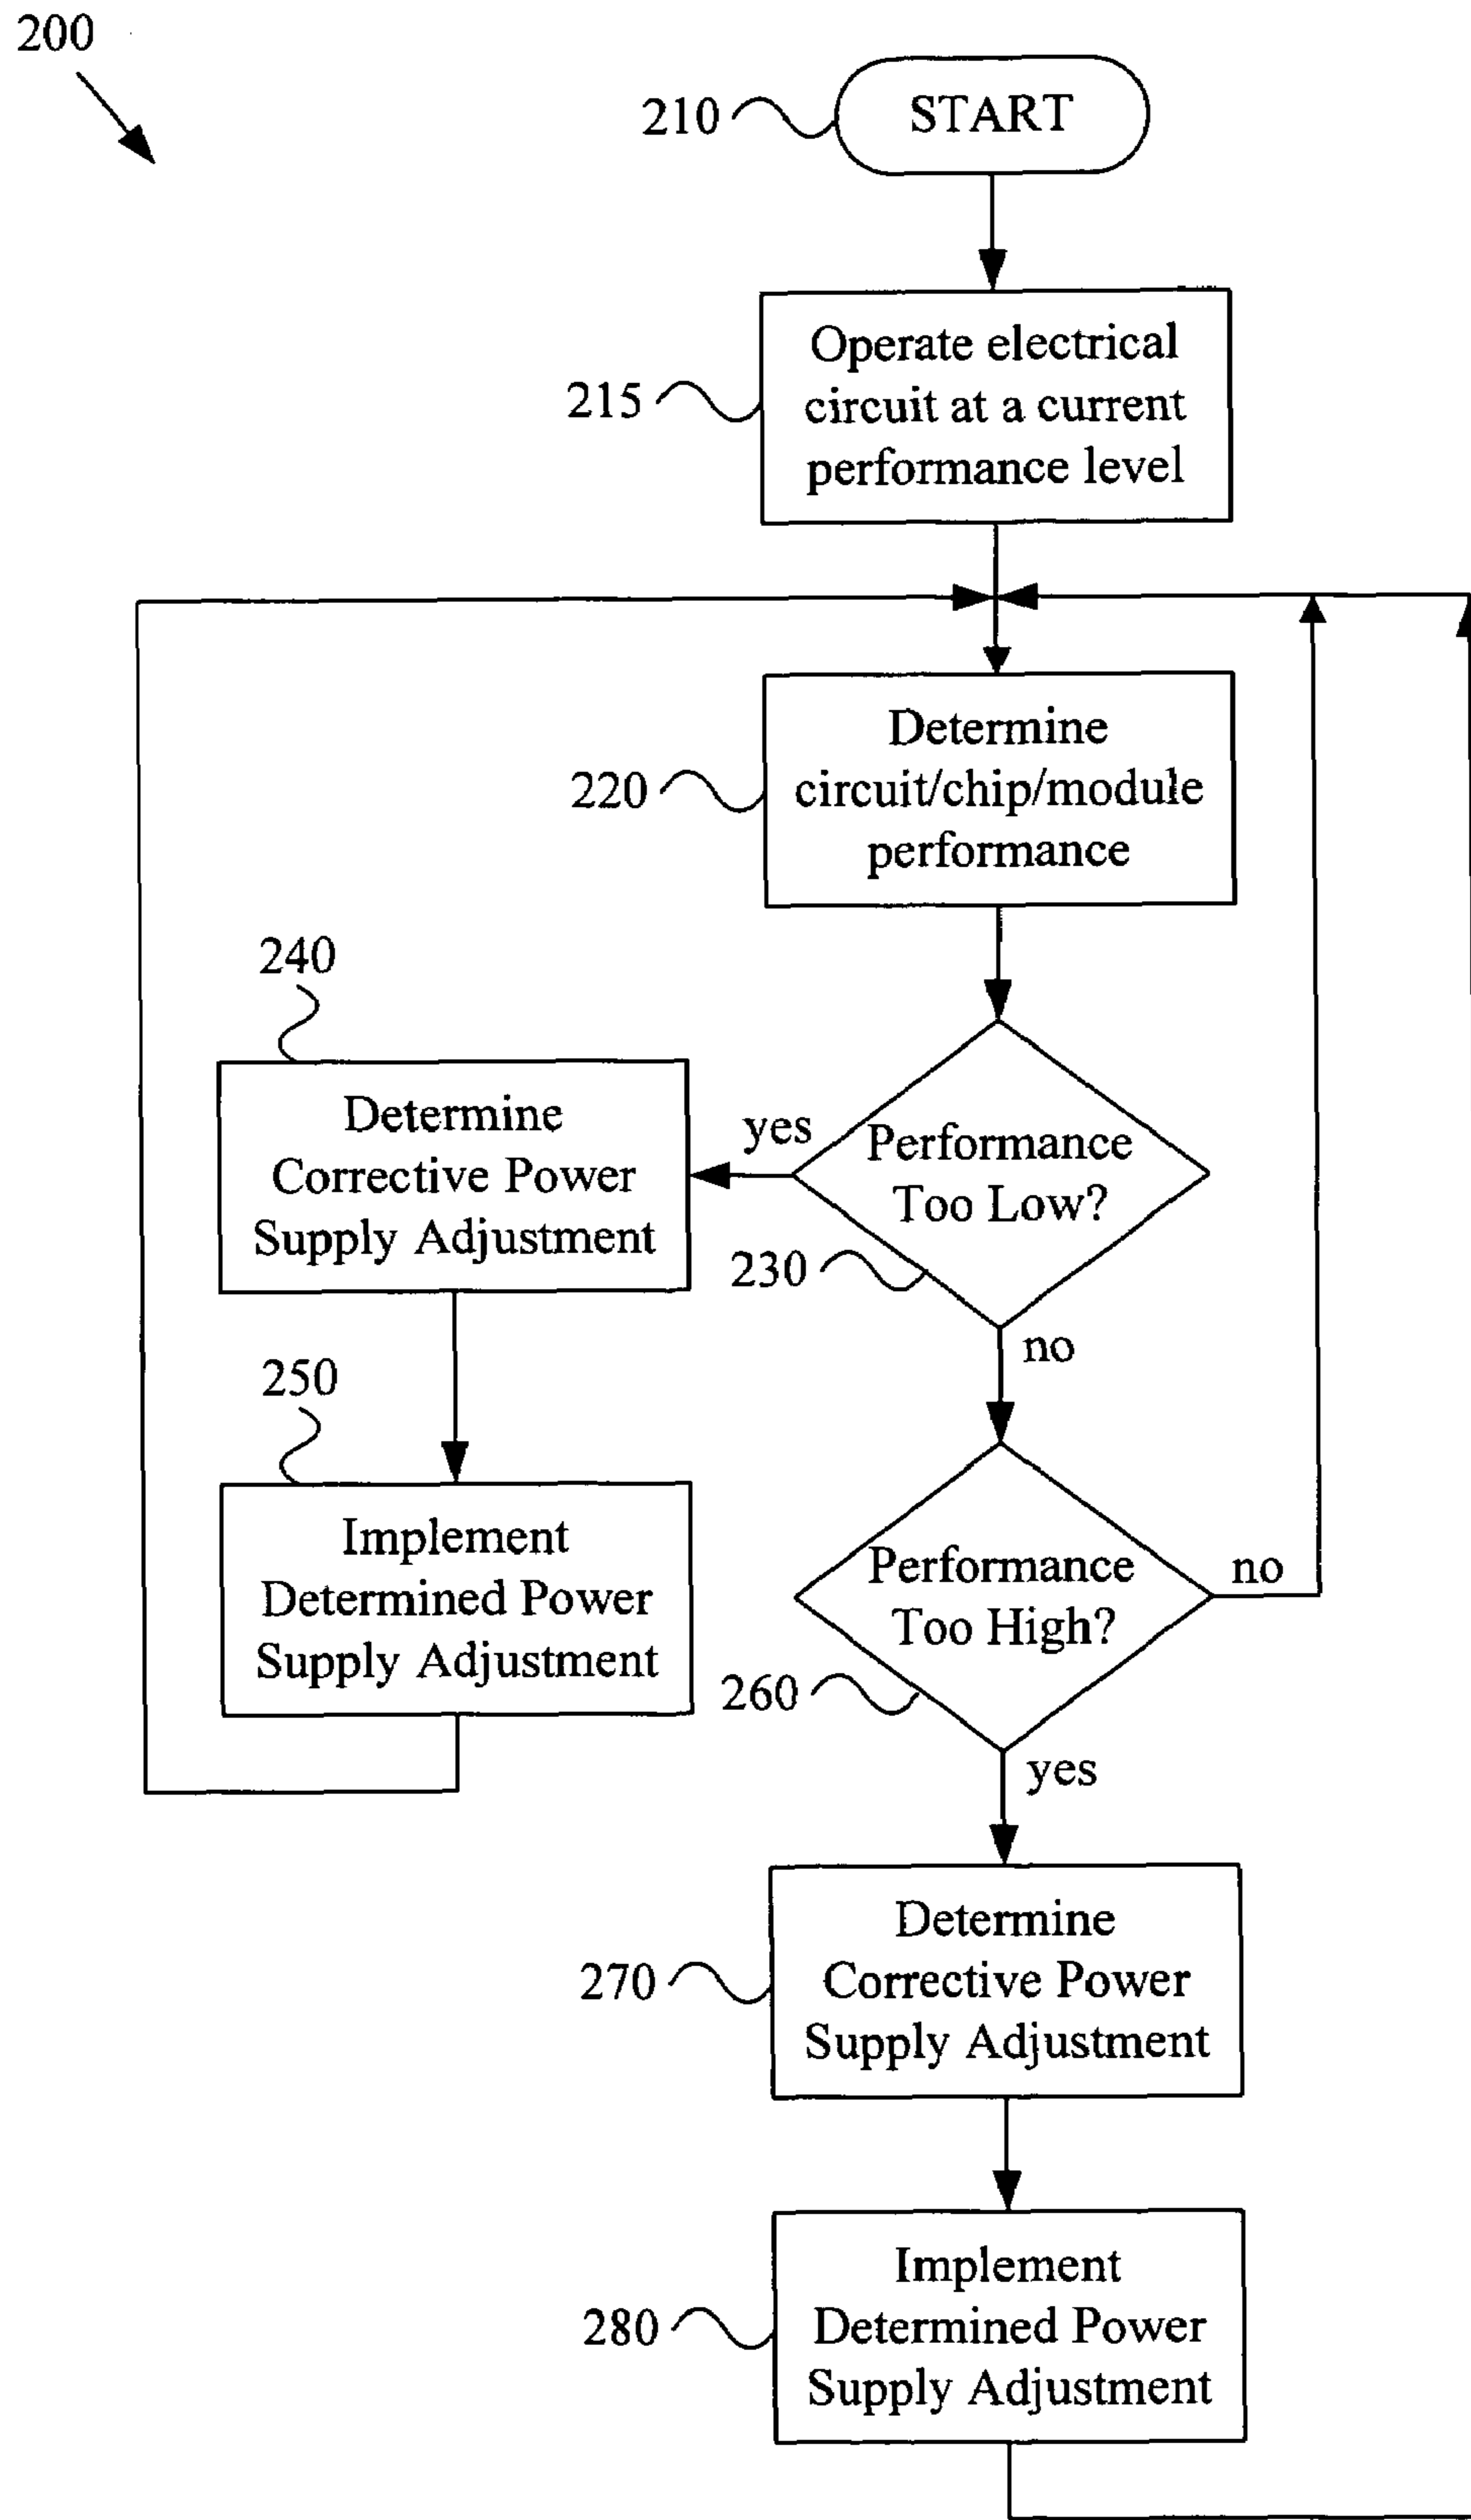 200
210
START
215
Operate electrical
circuit at a current
performance level
220
Determine
circuit/chip/module
performance
240
Determine
Corrective Power
Supply Adjustment
yes
Performance
Too Low?
230
no
250
Implement
Determined Power
Supply Adjustment
Performance
Too High?
no
260
yes
270
Determine
Corrective Power
Supply Adjustment
280
Implement
Determined Power
Supply Adjustment